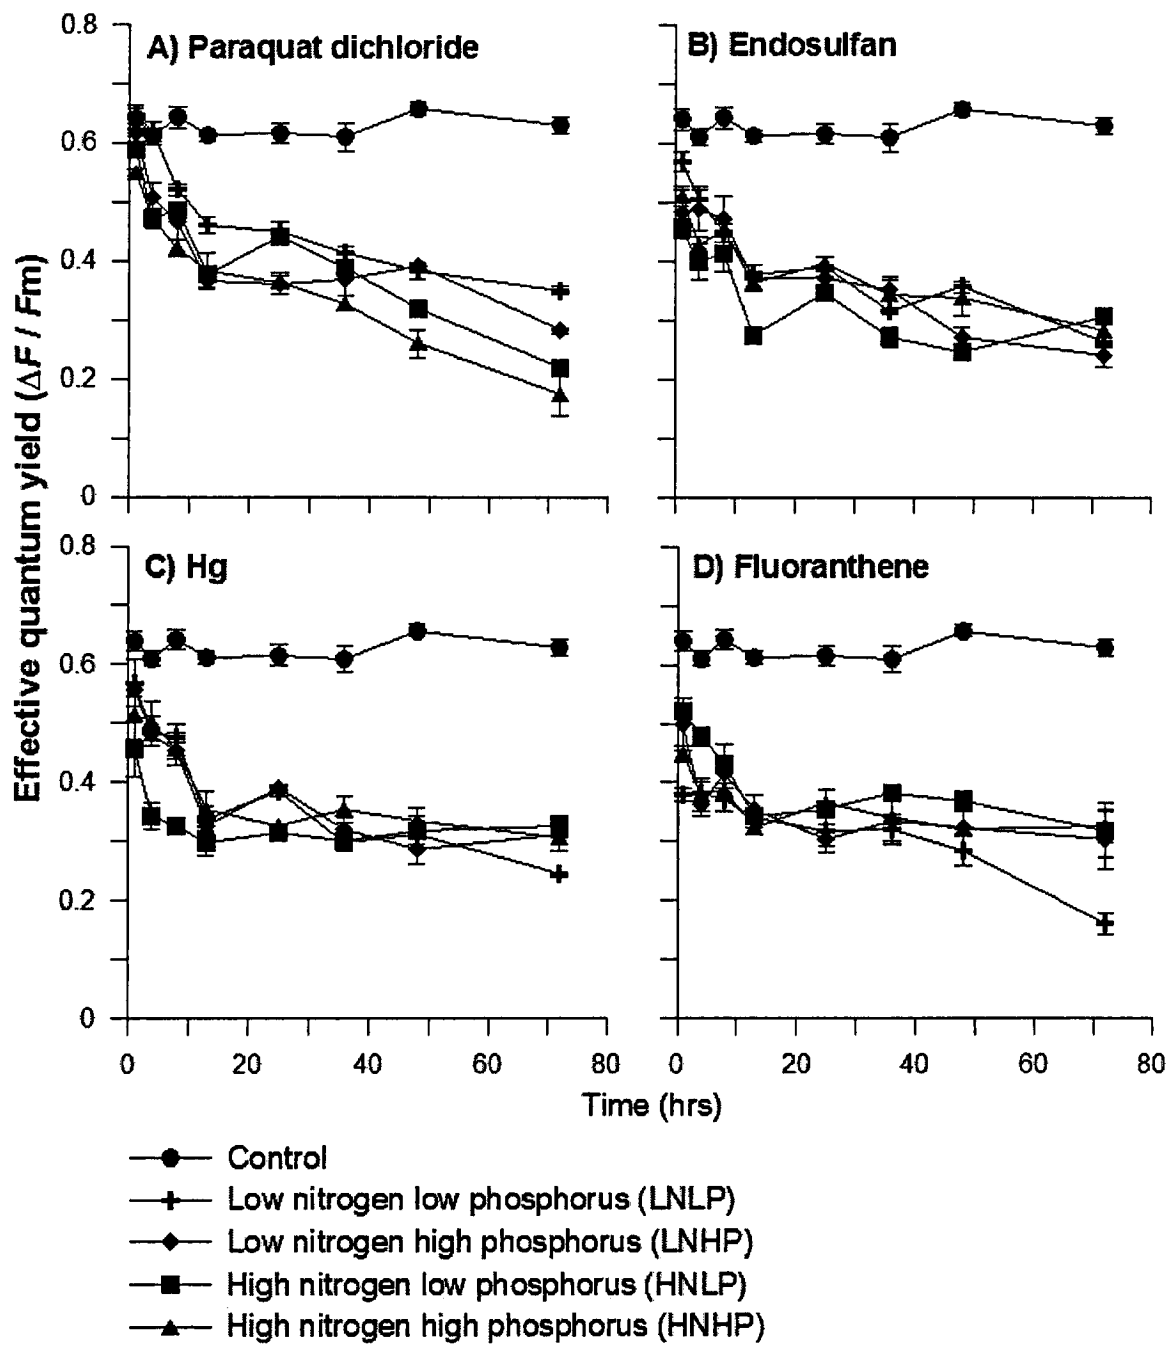 A) Paraquat dichloride
B) Endosulfan
0.8
0.6
0.4
0.2
0
Effective quantum yield (ΔF / Fm)
C) Hg
D) Fluoranthene
0.8
0.6
0.4
0.2
0
0 20 40 60 80
0 20 40 60 80
Time (hrs)
Control
Low nitrogen low phosphorus (LNLP)
Low nitrogen high phosphorus (LNHP)
High nitrogen low phosphorus (HNLP)
High nitrogen high phosphorus (HNHP)